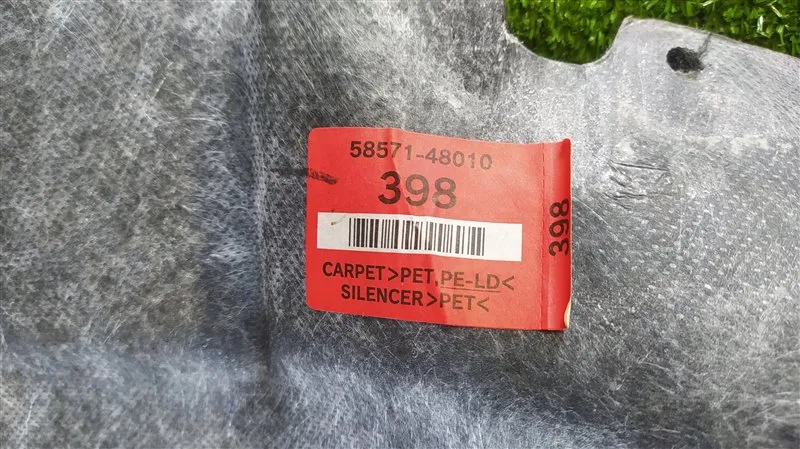 58571-48010
398
CARPET>PET,PE-LD<
SILENCER>PET<
398